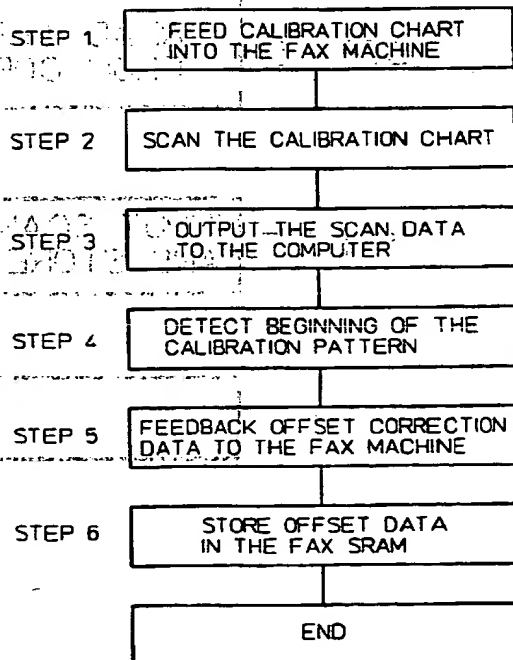 STEP 1
FEED CALIBRATION CHART
INTO THE FAX MACHINE
STEP 2
SCAN THE CALIBRATION CHART
STEP 3
OUTPUT THE SCAN DATA
TO THE COMPUTER
STEP 4
DETECT BEGINNING OF THE
CALIBRATION PATTERN
STEP 5
FEEDBACK OFFSET CORRECTION
DATA TO THE FAX MACHINE
STEP 6
STORE OFFSET DATA
IN THE FAX SRAM
END